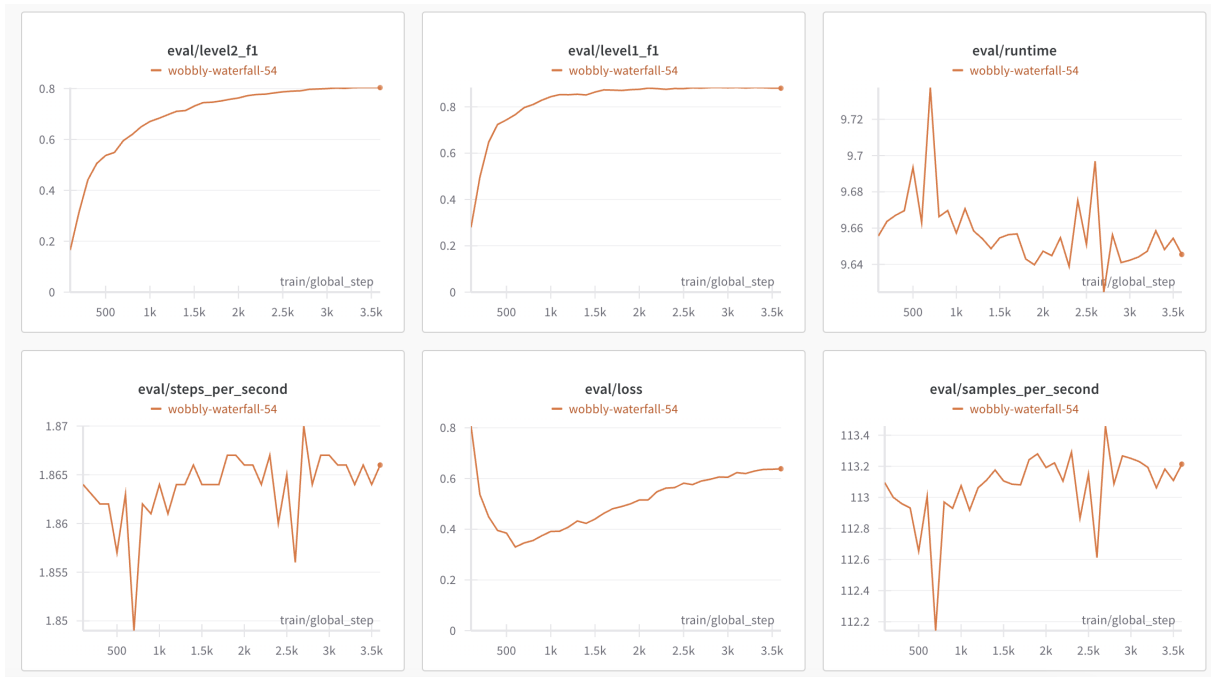 eval/level2_f1
wobbly-waterfall-54
0.8
0.6
0.4
0.2
0
train/global_step
500 1k 1.5k 2k 2.5k 3k 3.5k
eval/level1_f1
wobbly-waterfall-54
0.8
0.6
0.4
0.2
0
train/global_step
500 1k 1.5k 2k 2.5k 3k 3.5k
eval/runtime
wobbly-waterfall-54
9.72
9.7
9.68
9.66
9.64
train/global_step
500 1k 1.5k 2k 2.5k 3k 3.5k
eval/steps_per_second
wobbly-waterfall-54
1.87
1.865
1.86
1.855
1.85
train/global_step
500 1k 1.5k 2k 2.5k 3k 3.5k
eval/loss
wobbly-waterfall-54
0.8
0.6
0.4
0.2
0
train/global_step
500 1k 1.5k 2k 2.5k 3k 3.5k
eval/samples_per_second
wobbly-waterfall-54
113.4
113.2
113
112.8
112.6
112.4
112.2
train/global_step
500 1k 1.5k 2k 2.5k 3k 3.5k